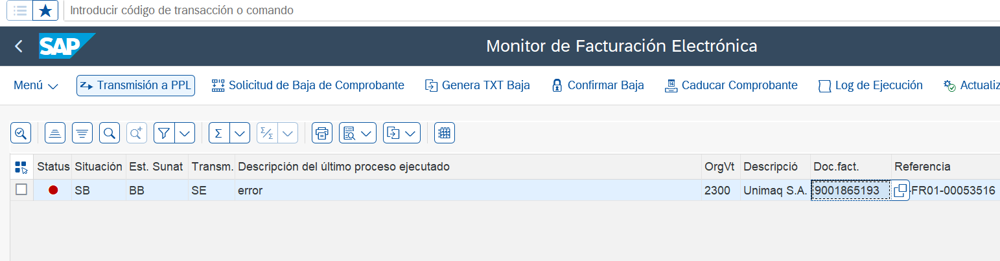 Introducir código de transacción o comando
SAP Monitor de Facturación Electrónica
Menú Transmisión a PPL Solicitud de Baja de Comprobante Genera TXT Baja Confirmar Baja Caducar Comprobante Log de Ejecución Actualiz
Status Situación Est. Sunat Transm. Descripción del último proceso ejecutado OrgVt Descripció Doc.fact. Referencia
SB BB SE error 2300 Unimaq S.A. 9001865193 -FR01-00053516